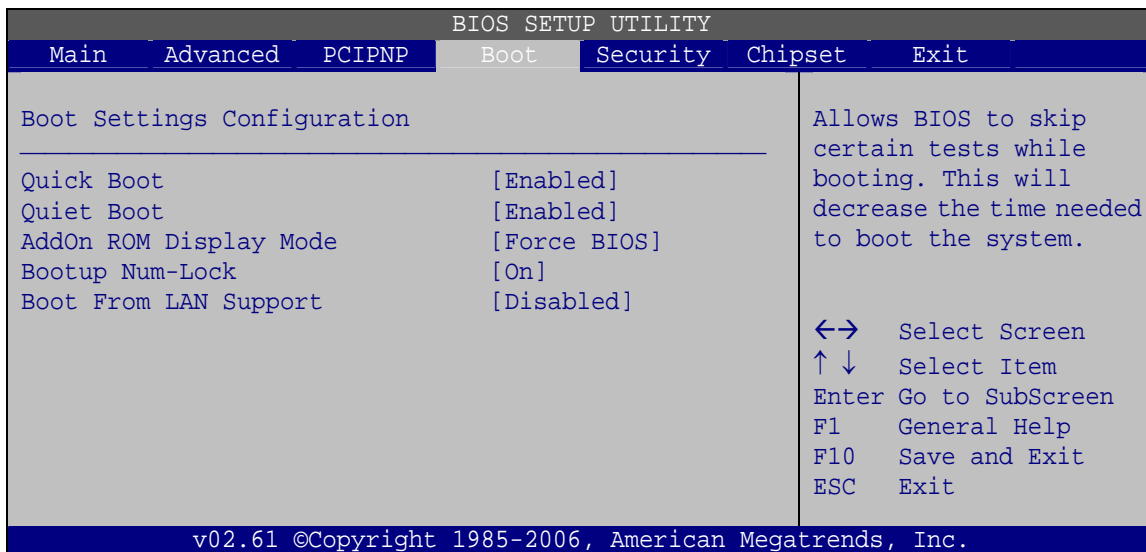 BIOS SETUP UTILITY
Main Advanced PCIPNP Boot Security Chipset Exit
Boot Settings Configuration
Quick Boot [Enabled]
Quiet Boot [Enabled]
AddOn ROM Display Mode [Force BIOS]
Bootup Num-Lock [On]
Boot From LAN Support [Disabled]
Allows BIOS to skip
certain tests while
booting. This will
decrease the time needed
to boot the system.
←→ Select Screen
↑ ↓ Select Item
Enter Go to SubScreen
F1 General Help
F10 Save and Exit
ESC Exit
v02.61 ©Copyright 1985-2006, American Megatrends, Inc.